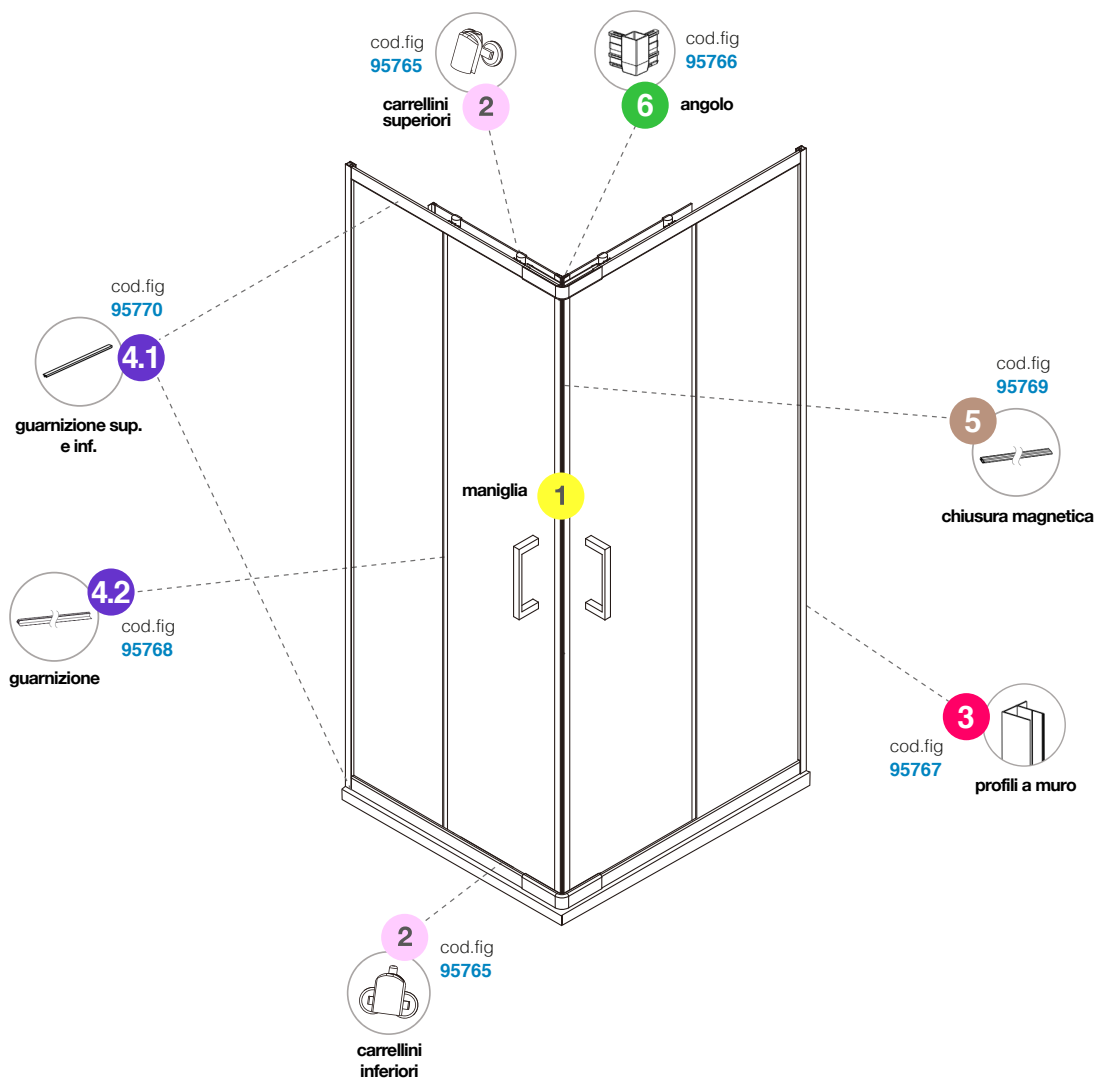 cod.fig
95765
2
carrellini
superiori
cod.fig
95766
6
angolo
cod.fig
95770
4.1
guarnizione sup.
e inf.
cod.fig
95769
5
chiusura magnetica
maniglia
1
4.2
cod.fig
95768
guarnizione
3
cod.fig
95767
profili a muro
2
cod.fig
95765
carrellini
inferiori